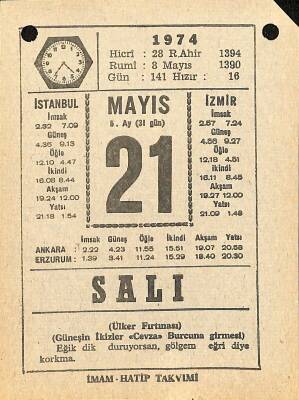 1974
Hicrî : 28 R.Ahir 1394
Rumî : 8 Mayıs 1390
Gün : 141 Hızır : 16
İSTANBUL
İmsak
2.32 7.09
Güneş
4.36 9.13
Öğle
12.10 4.47
İkindi
16.08 8.44
Akşam
19.24 12.00
Yatsı
21.18 1.54
MAYIS
5. Ay (31 gün)
21
İZMİR
İmsak
2.57 7.24
Güneş
4.56 9.27
Öğle
12.18 4.51
İkindi
16.11 8.45
Akşam
19.27 12.00
Yatsı
21.09 1.48
İmsak Güneş Öğle İkindi Akşam Yatsı
ANKARA : 2.22 4.23 11.55 15.51 19.07 20.58
ERZURUM : 1.39 3.41 11.24 15.29 18.40 20.30
SALI
(Ülker Fırtınası)
(Güneşin İkizler «Cevza» Burcuna girmesi)
Eğik dik duruyorsan, gölgem eğri diye
korkma.
İMAM-HATİP TAKVİMİ